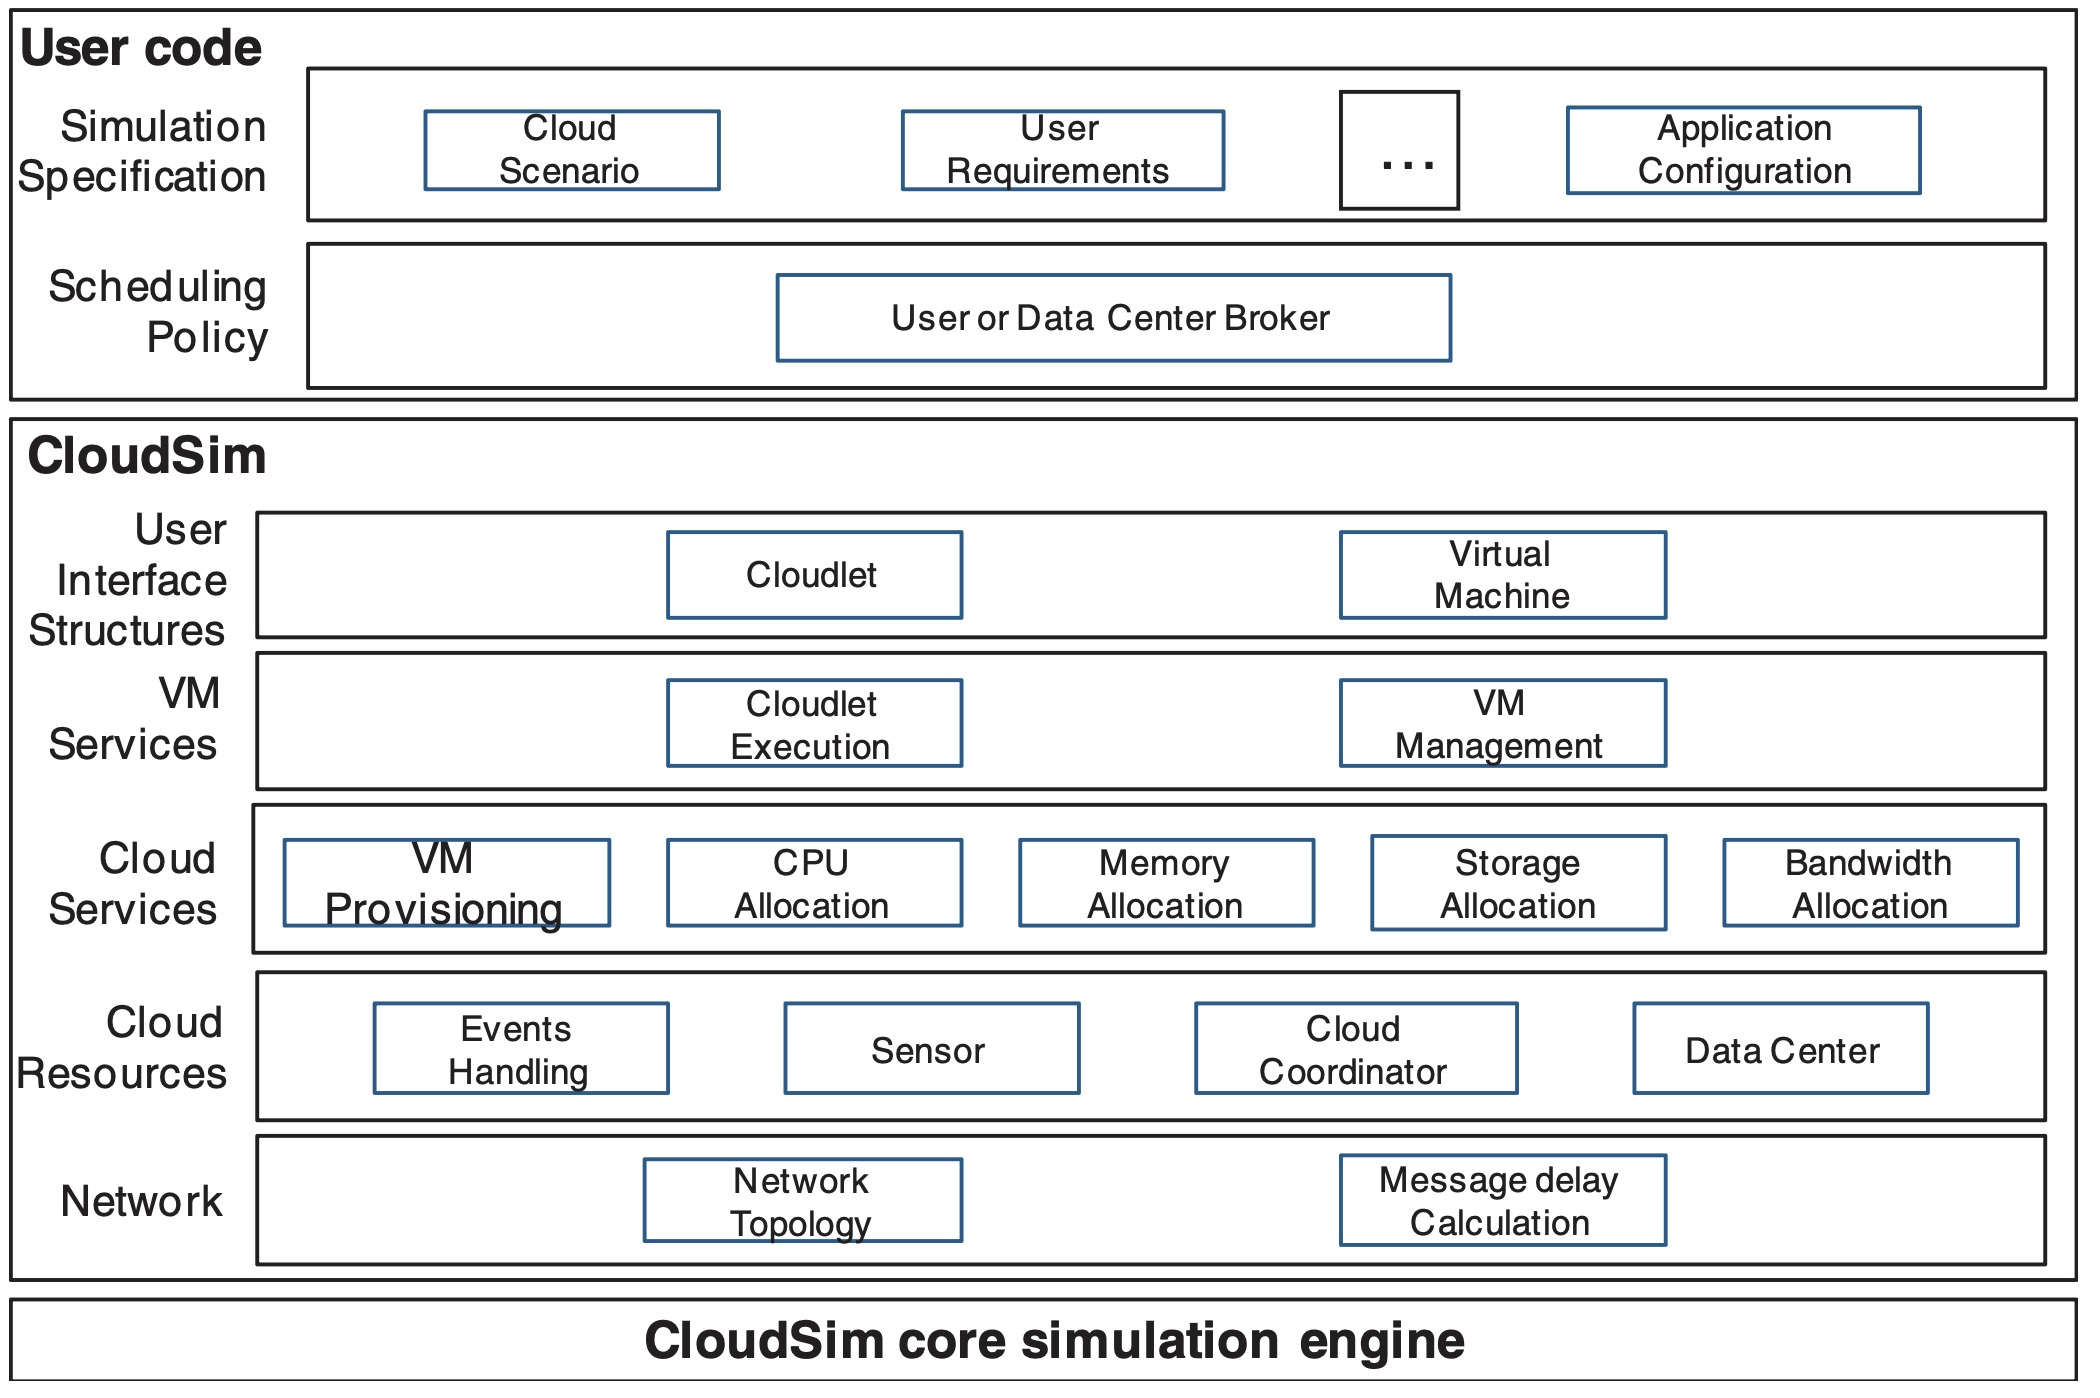 User code
Simulation
Specification
Cloud
Scenario
User
Requirements
...
Application
Configuration
Scheduling
Policy
User or Data Center Broker
CloudSim
User
Interface
Structures
Cloudlet
Virtual
Machine
VM
Services
Cloudlet
Execution
VM
Management
Cloud
Services
VM
Provisioning
CPU
Allocation
Memory
Allocation
Storage
Allocation
Bandwidth
Allocation
Cloud
Resources
Events
Handling
Sensor
Cloud
Coordinator
Data Center
Network
Network
Topology
Message delay
Calculation
CloudSim core simulation engine